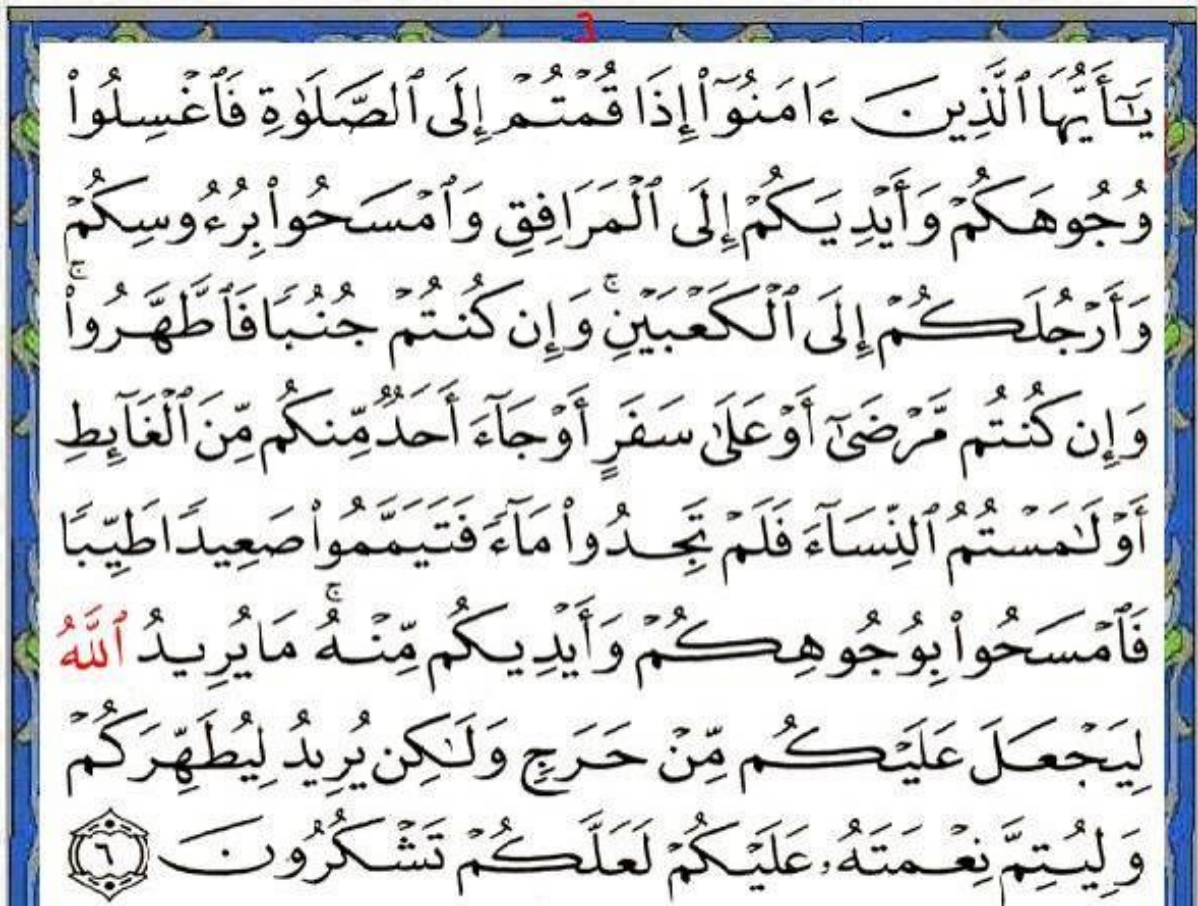 ٦
يَـٰٓأَيُّهَا ٱلَّذِينَ ءَامَنُوٓا۟ إِذَا قُمْتُمْ إِلَى ٱلصَّلَوٰةِ فَٱغْسِلُوا۟
وُجُوهَكُمْ وَأَيْدِيَكُمْ إِلَى ٱلْمَرَافِقِ وَٱمْسَحُوا۟ بِرُءُوسِكُمْ
وَأَرْجُلَكُمْ إِلَى ٱلْكَعْبَيْنِ ۚ وَإِن كُنتُمْ جُنُبًا فَٱطَّهَّرُوا۟ ۚ
وَإِن كُنتُم مَّرْضَىٰٓ أَوْ عَلَىٰ سَفَرٍ أَوْ جَآءَ أَحَدٌ مِّنكُم مِّنَ ٱلْغَآئِطِ
أَوْ لَـٰمَسْتُمُ ٱلنِّسَآءَ فَلَمْ تَجِدُوا۟ مَآءً فَتَيَمَّمُوا۟ صَعِيدًا طَيِّبًا
فَٱمْسَحُوا۟ بِوُجُوهِكُمْ وَأَيْدِيكُم مِّنْهُ ۚ مَا يُرِيدُ ٱللَّهُ
لِيَجْعَلَ عَلَيْكُم مِّنْ حَرَجٍ وَلَـٰكِن يُرِيدُ لِيُطَهِّرَكُمْ
وَلِيُتِمَّ نِعْمَتَهُۥ عَلَيْكُمْ لَعَلَّكُمْ تَشْكُرُونَ ٦